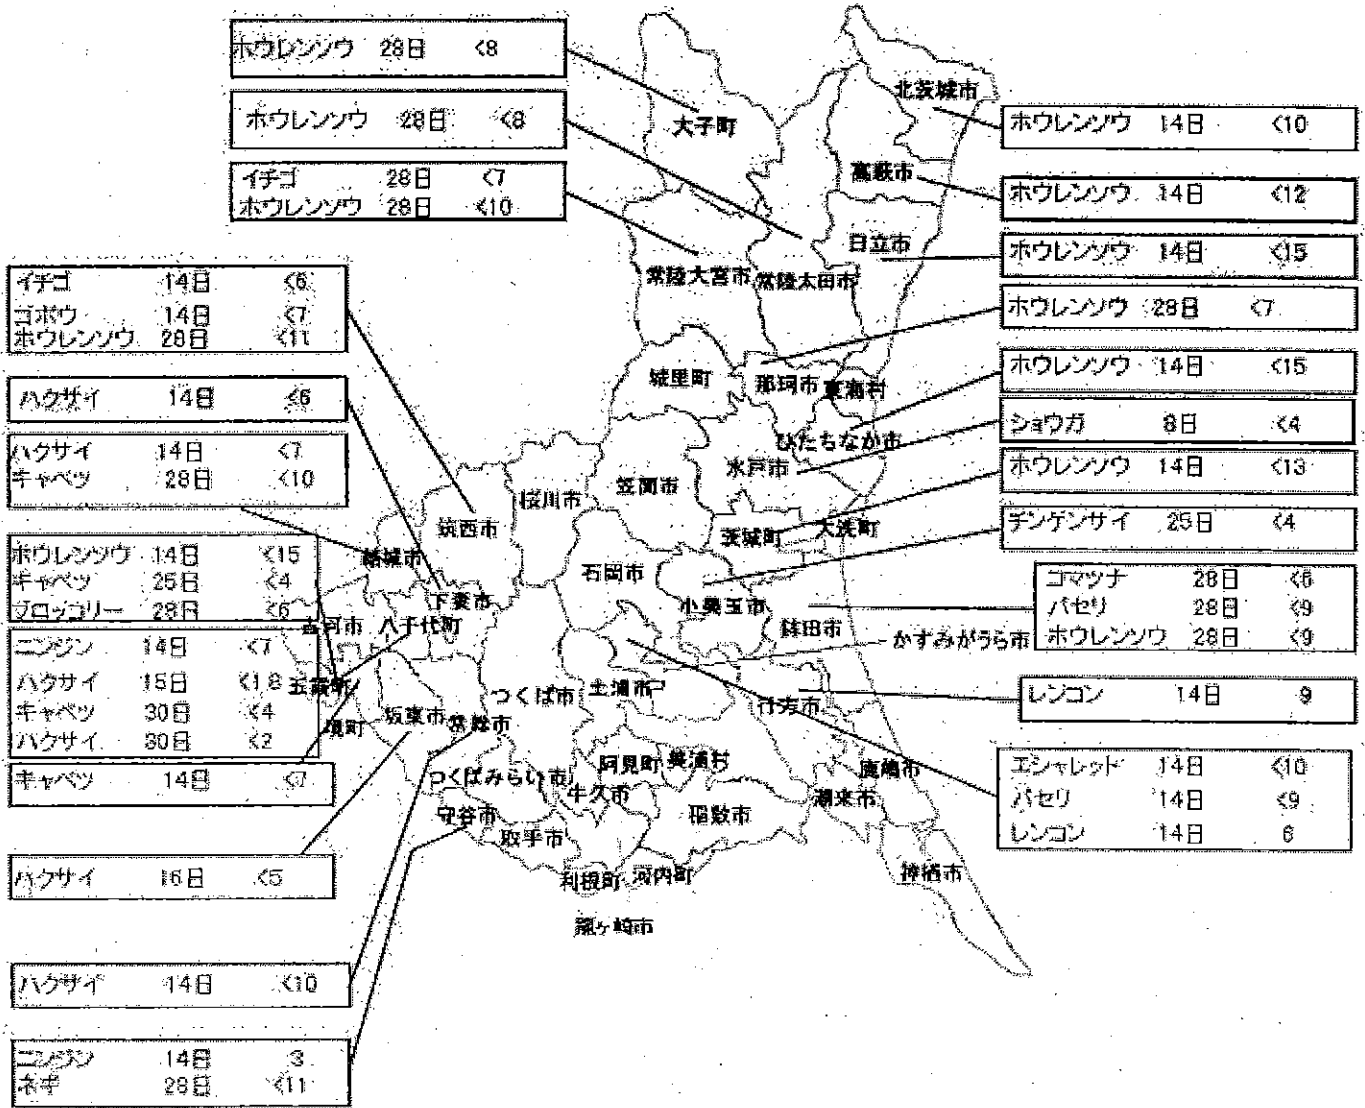 ホウレンソウ 28日 <8
ホウレンソウ 28日 <8
イチゴ 28日 <7
ホウレンソウ 28日 <10
イチゴ 14日 <6
ゴボウ 14日 <7
ホウレンソウ 28日 <11
ハクサイ 14日 <6
ハクサイ 14日 <7
キャベツ 28日 <10
ホウレンソウ 14日 <15
キャベツ 25日 <4
ブロッコリー 28日 <6
ニンジン 14日 <7
ハクサイ 15日 <1.8
キャベツ 30日 <4
ハクサイ 30日 <2
キャベツ 14日 <7
ハクサイ 16日 <5
ハクサイ 14日 <10
ニンジン 14日 3
ネギ 28日 <11
北茨城市
大子町
高萩市
日立市
常陸大宮市
常陸太田市
城里町
那珂市
東海村
ひたちなか市
水戸市
笠間市
桜川市
筑西市
茨城町
大洗町
結城市
石岡市
下妻市
小美玉市
古河市
八千代町
鉾田市
かすみがうら市
五霞町
つくば市
土浦市
行方市
境町
坂東市
常総市
阿見町
美浦村
鹿嶋市
つくばみらい市
牛久市
潮来市
守谷市
稲敷市
取手市
利根町
河内町
神栖市
龍ヶ崎市
ホウレンソウ 14日 <10
ホウレンソウ 14日 <12
ホウレンソウ 14日 <15
ホウレンソウ 28日 <7
ホウレンソウ 14日 <15
ショウガ 8日 <4
ホウレンソウ 14日 <13
チンゲンサイ 25日 <4
コマツナ 28日 <6
パセリ 28日 <9
ホウレンソウ 28日 <9
レンコン 14日 9
エシャレット 14日 <10
パセリ 14日 <9
レンコン 14日 6